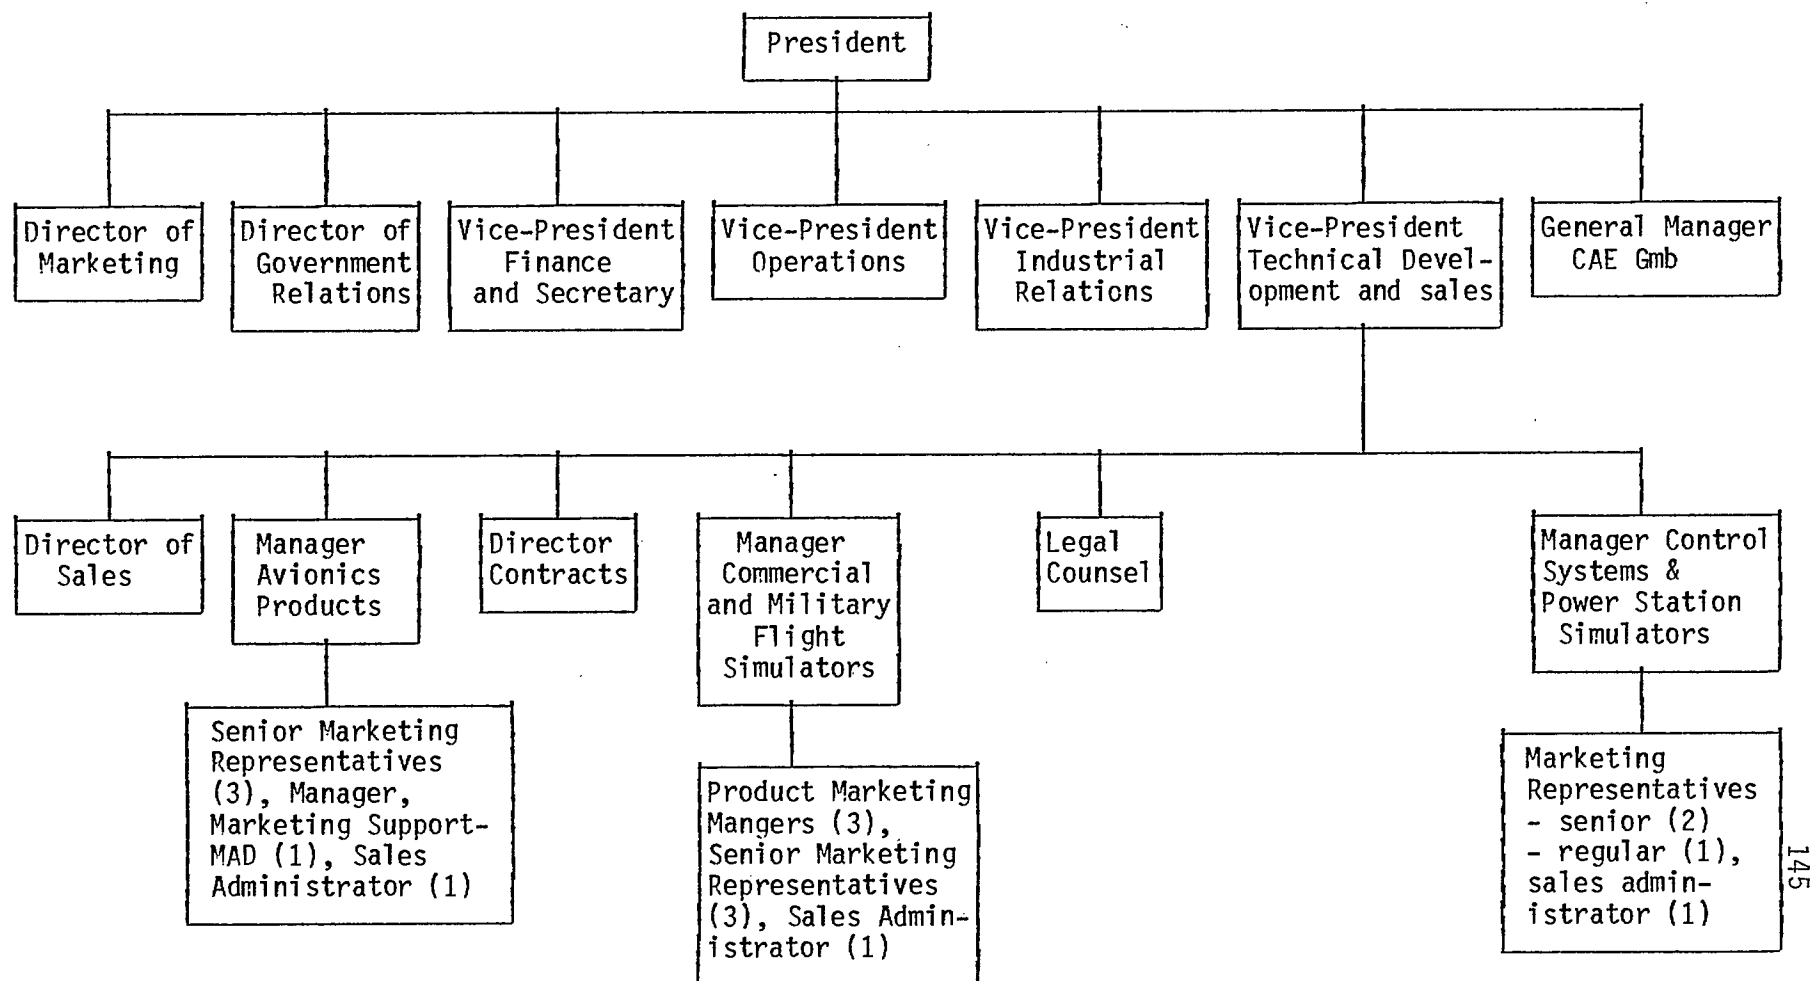 President
Director of
Marketing
Director of
Government
Relations
Vice-President
Finance
and Secretary
Vice-President
Operations
Vice-President
Industrial
Relations
Vice-President
Technical Devel-
opment and sales
General Manager
CAE Gmb
Director of
Sales
Manager
Avionics
Products
Director
Contracts
Manager
Commercial
and Military
Flight
Simulators
Legal
Counsel
Manager Control
Systems &
Power Station
Simulators
Senior Marketing
Representatives
(3), Manager,
Marketing Support-
MAD (1), Sales
Administrator (1)
Product Marketing
Mangers (3),
Senior Marketing
Representatives
(3), Sales Admin-
istrator (1)
Marketing
Representatives
- senior (2)
- regular (1),
sales admin-
istrator (1)
145